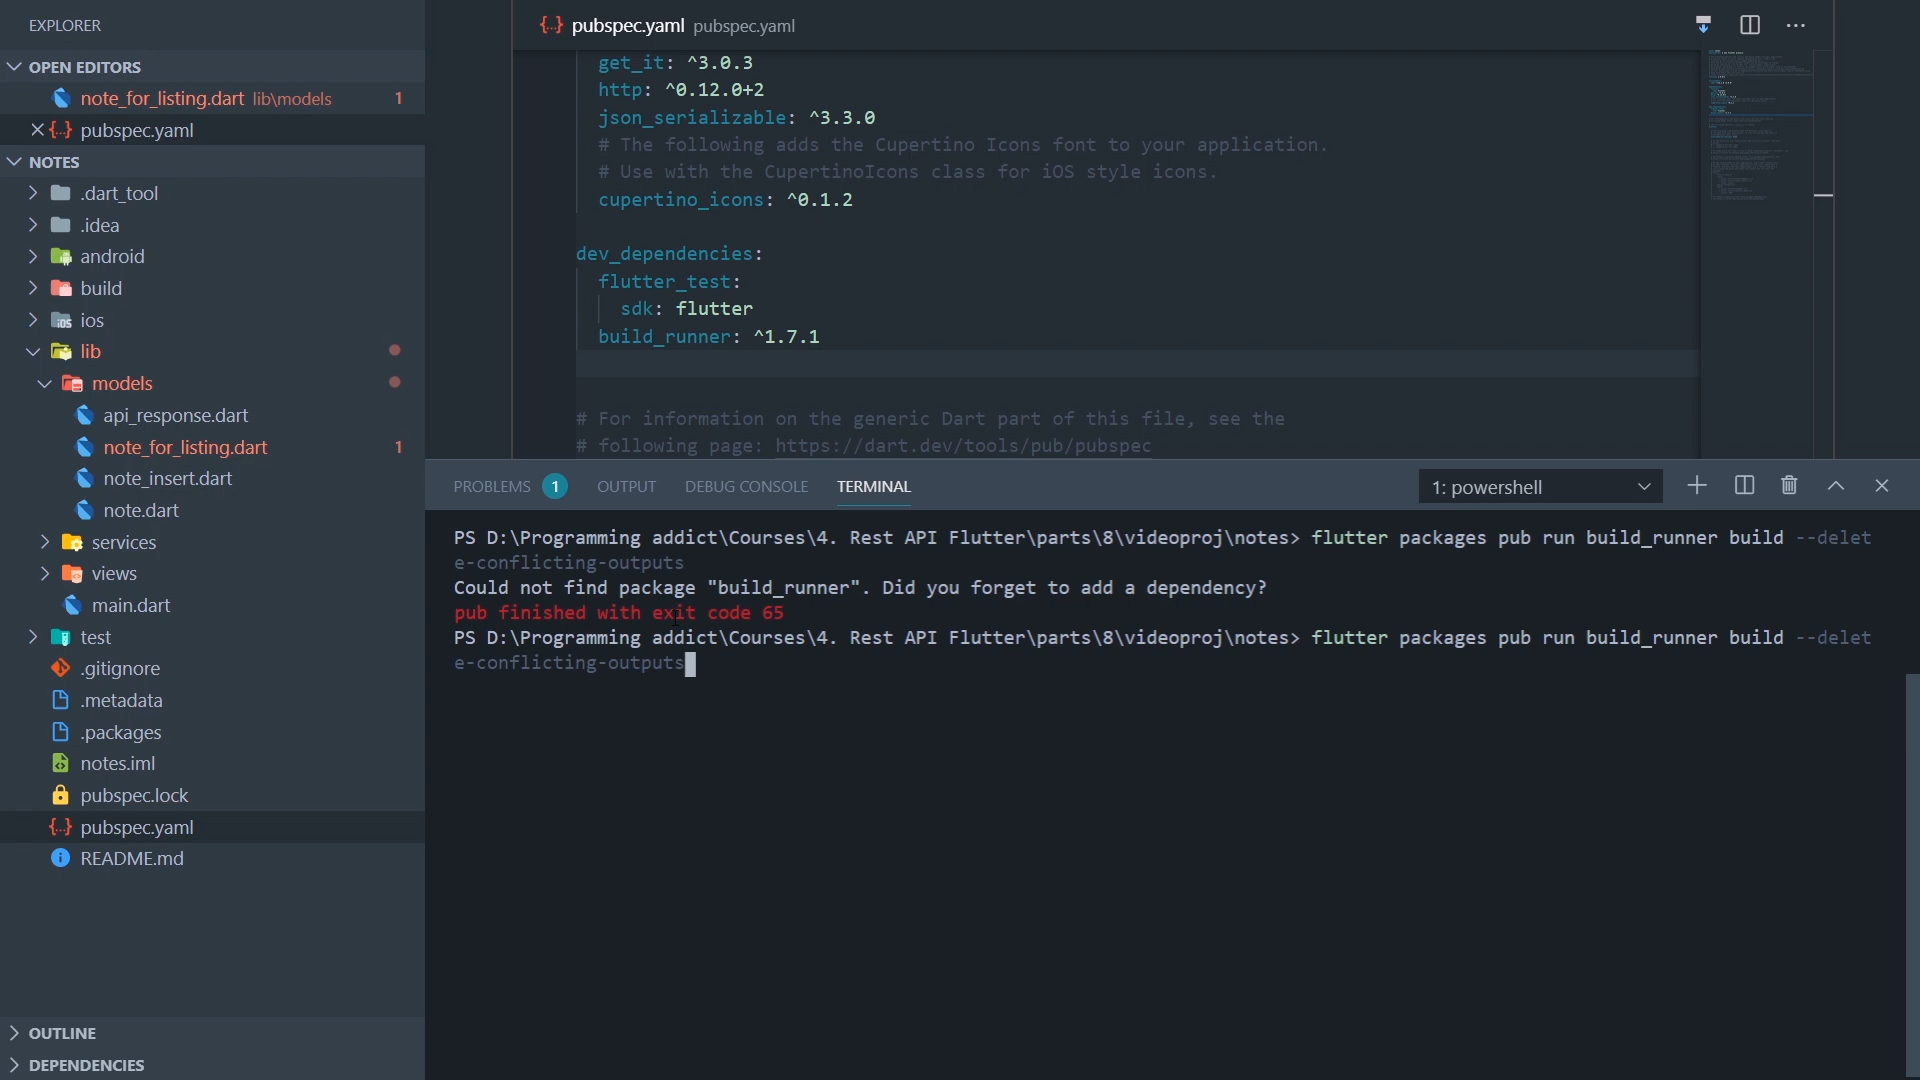 EXPLORER
OPEN EDITORS
note_for_listing.dart lib\models 1
pubspec.yaml
NOTES
.dart_tool
.idea
android
build
ios
lib
models
api_response.dart
note_for_listing.dart 1
note_insert.dart
note.dart
services
views
main.dart
test
.gitignore
.metadata
.packages
notes.iml
pubspec.lock
pubspec.yaml
README.md
OUTLINE
DEPENDENCIES
pubspec.yaml pubspec.yaml
get_it: ^3.0.3
http: ^0.12.0+2
json_serializable: ^3.3.0
# The following adds the Cupertino Icons font to your application.
# Use with the CupertinoIcons class for iOS style icons.
cupertino_icons: ^0.1.2
dev_dependencies:
flutter_test:
sdk: flutter
build_runner: ^1.7.1
# For information on the generic Dart part of this file, see the
# following page: https://dart.dev/tools/pub/pubspec
PROBLEMS 1 OUTPUT DEBUG CONSOLE TERMINAL 1: powershell
PS D:\Programming addict\Courses\4. Rest API Flutter\parts\8\videoproj\notes> flutter packages pub run build_runner build --delet
e-conflicting-outputs
Could not find package "build_runner". Did you forget to add a dependency?
pub finished with exit code 65
PS D:\Programming addict\Courses\4. Rest API Flutter\parts\8\videoproj\notes> flutter packages pub run build_runner build --delet
e-conflicting-outputs